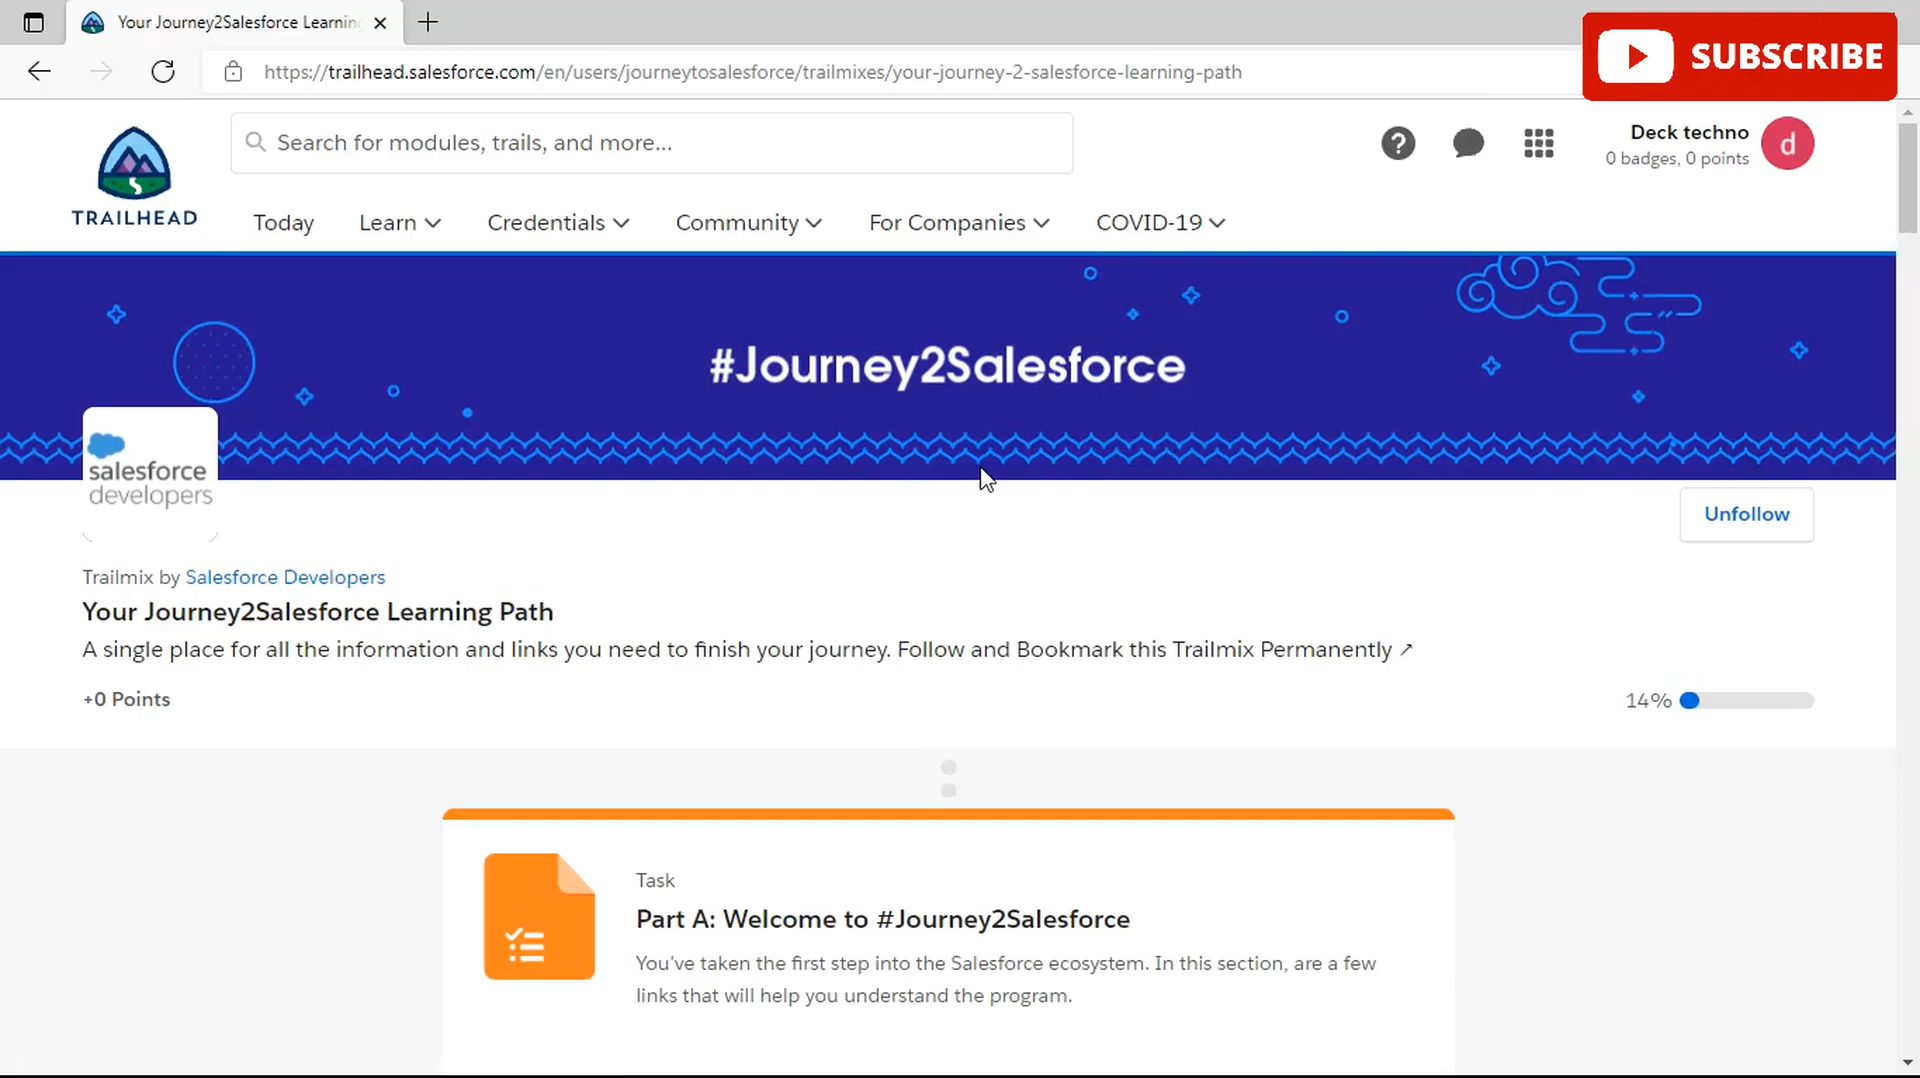 Your Journey2Salesforce Learnin
https://trailhead.salesforce.com/en/users/journeytosalesforce/trailmixes/your-journey-2-salesforce-learning-path
SUBSCRIBE
Search for modules, trails, and more...
?
Deck techno
0 badges, 0 points
d
TRAILHEAD
Today
Learn
Credentials
Community
For Companies
COVID-19
#Journey2Salesforce
salesforce
developers
Unfollow
Trailmix by Salesforce Developers
Your Journey2Salesforce Learning Path
A single place for all the information and links you need to finish your journey. Follow and Bookmark this Trailmix Permanently ↗
+0 Points
14%
Task
Part A: Welcome to #Journey2Salesforce
You've taken the first step into the Salesforce ecosystem. In this section, are a few
links that will help you understand the program.